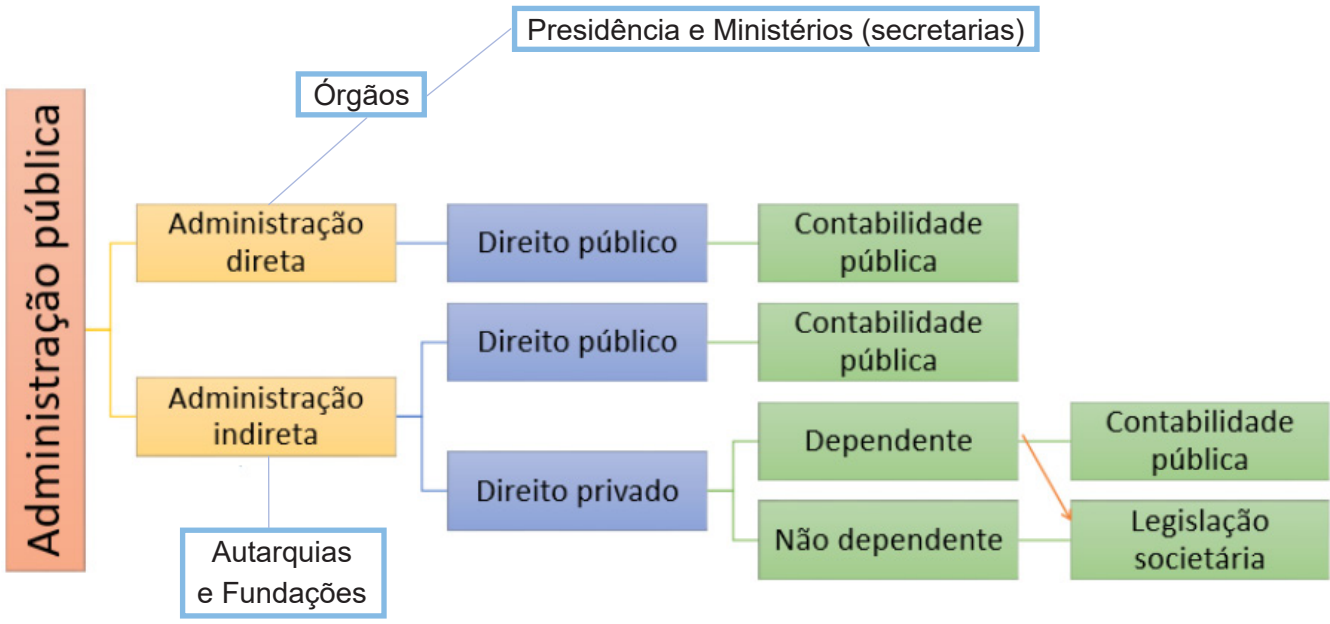 Presidência e Ministérios (secretarias)
Órgãos
Administração pública
Administração
direta
Direito público
Contabilidade
pública
Direito público
Contabilidade
pública
Administração
indireta
Dependente
Contabilidade
pública
Direito privado
Não dependente
Legislação
societária
Autarquias
e Fundações